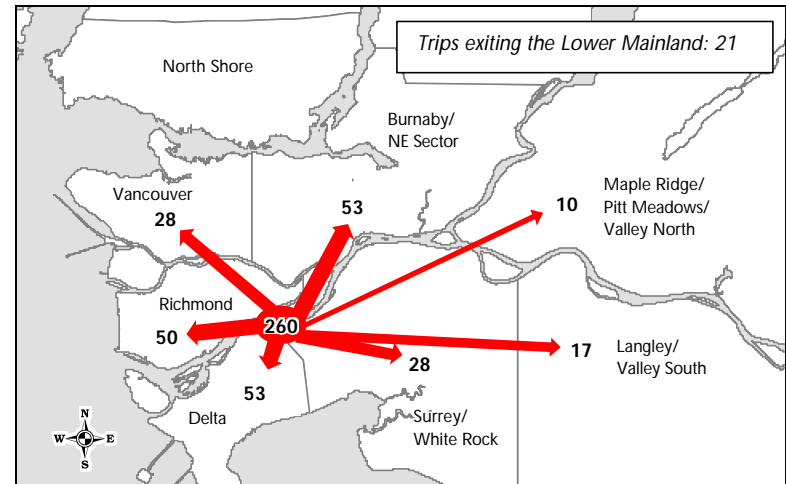 Trips exiting the Lower Mainland: 21
North Shore
Burnaby/
NE Sector
Vancouver
28
53
10
Maple Ridge/
Pitt Meadows/
Valley North
Richmond
50
260
53
28
17
Langley/
Valley South
Delta
Surrey/
White Rock
N
W
E
S